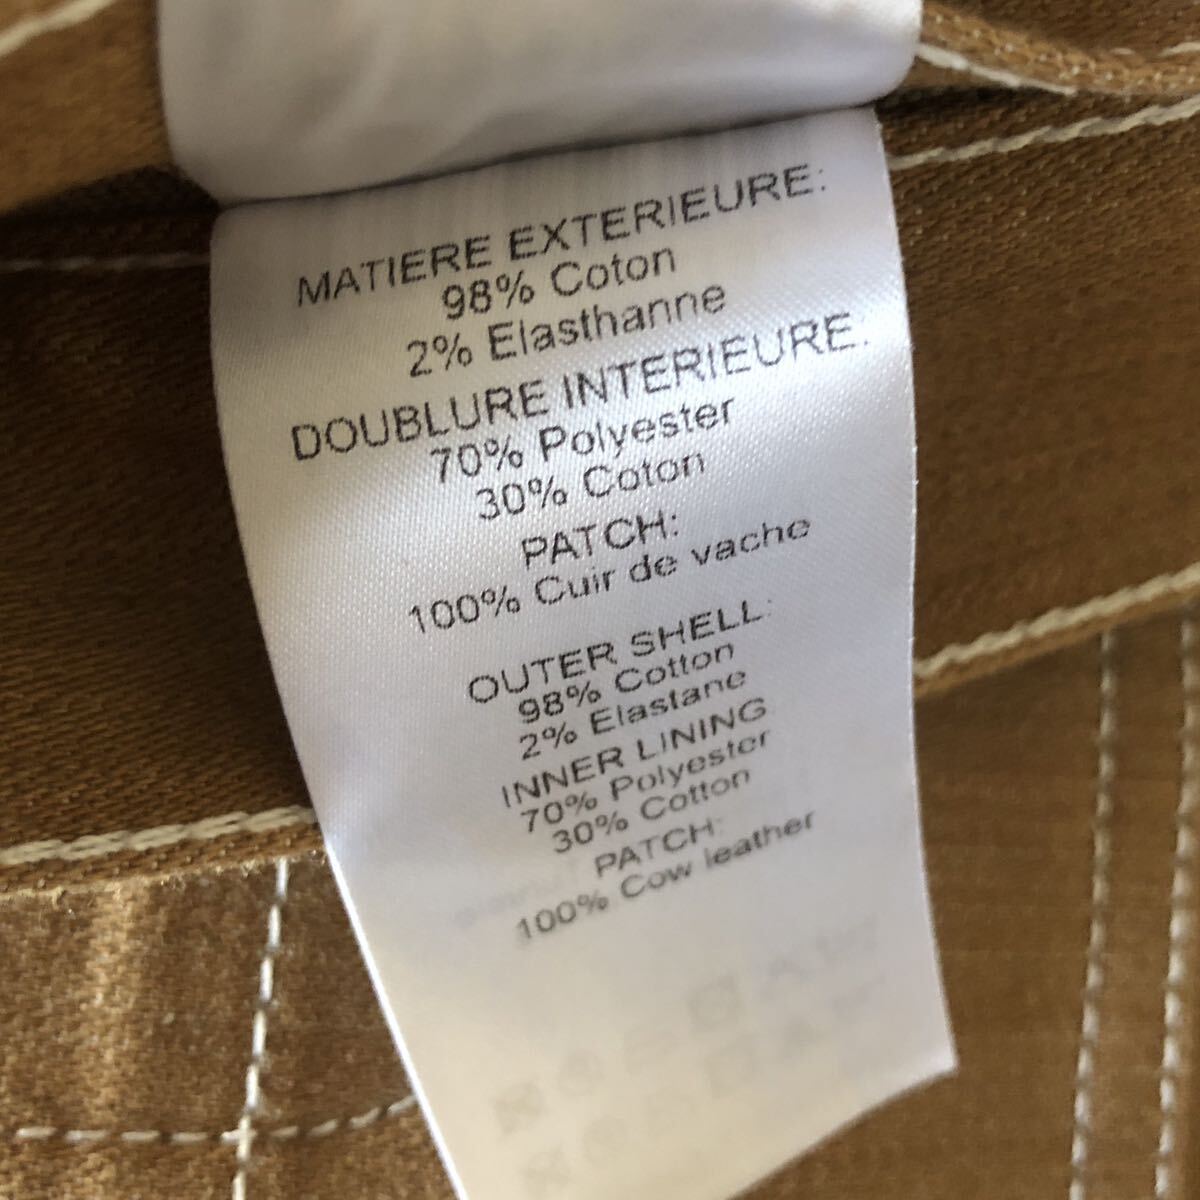 MATIERE EXTERIEURE:
98% Coton
2% Elasthanne
DOUBLURE INTERIEURE:
70% Polyester
30% Coton
PATCH:
100% Cuir de vache
OUTER SHELL:
98% Cotton
2% Elastane
INNER LINING
70% Polyester
30% Cotton
PATCH:
100% Cow leather